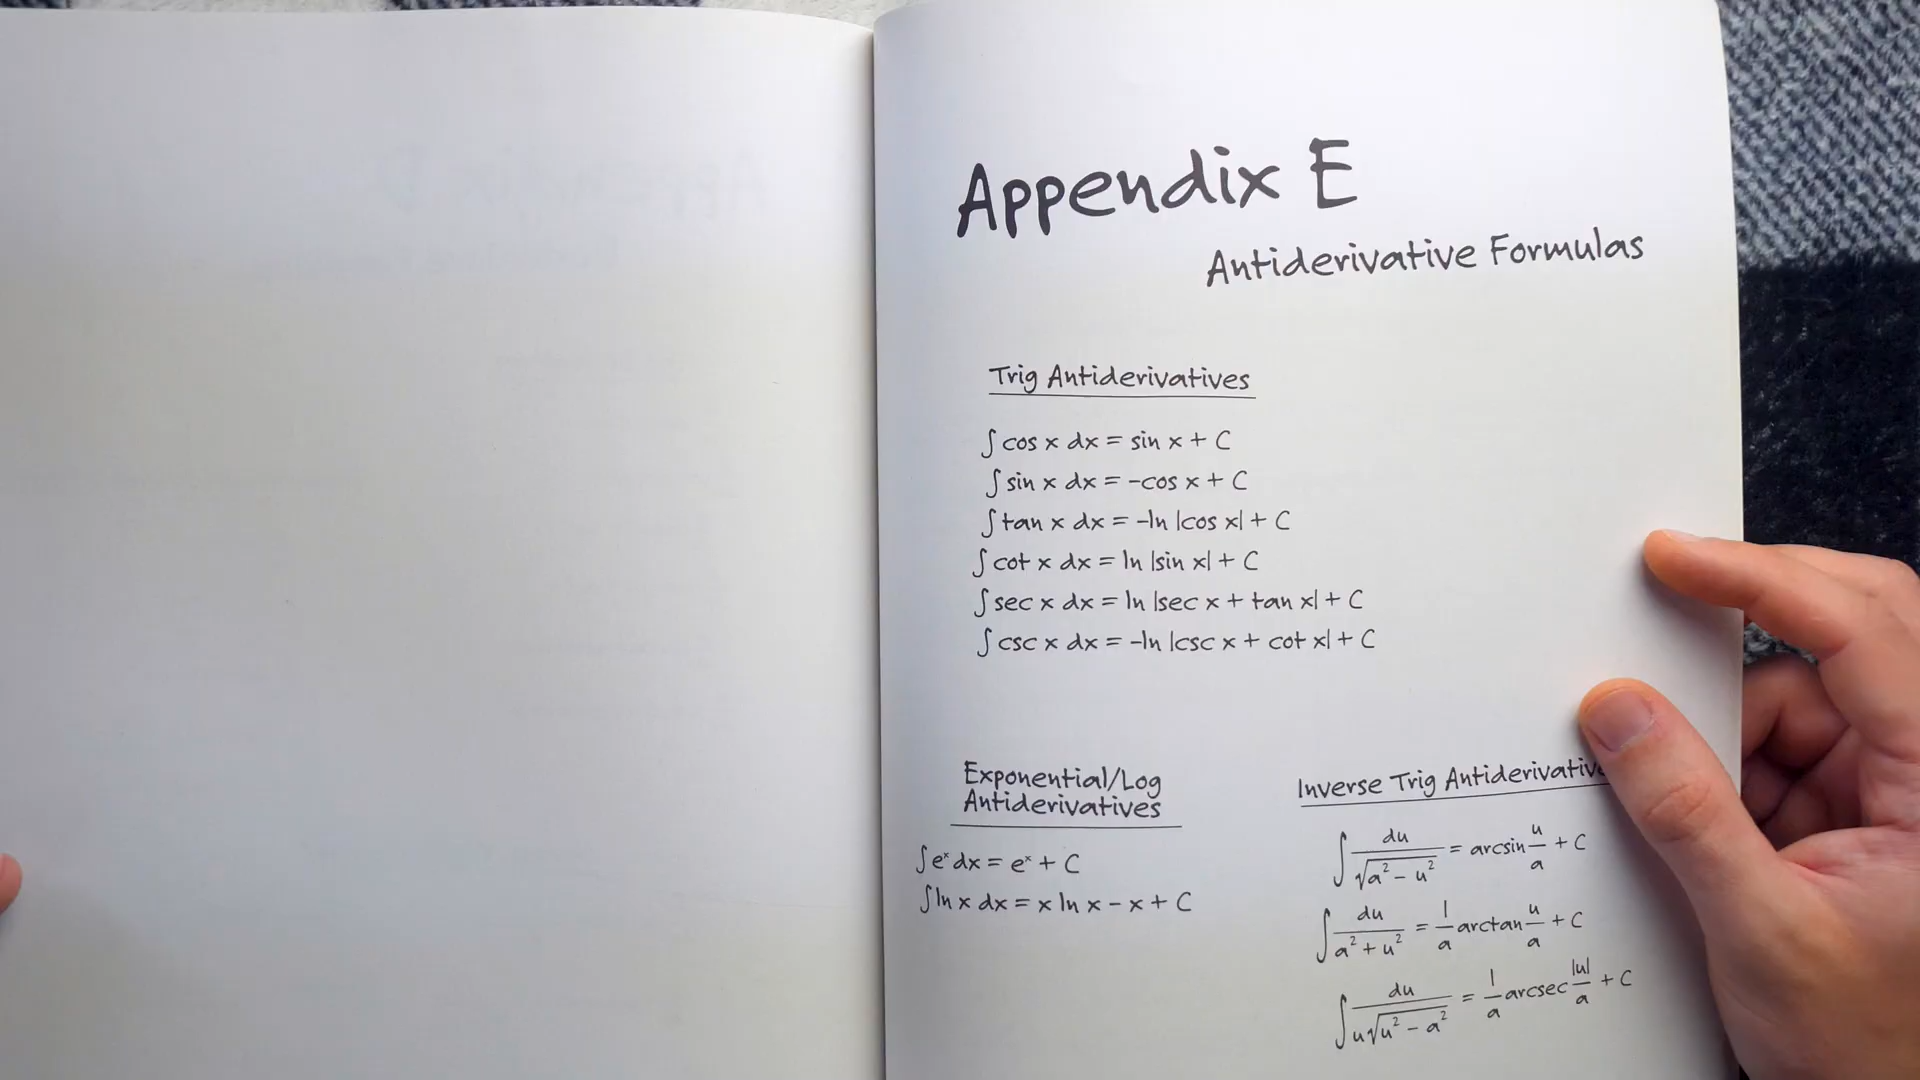 Appendix E
Antiderivative Formulas
Trig Antiderivatives
∫ cos x dx = sin x + C
∫ sin x dx = -cos x + C
∫ tan x dx = -ln |cos x| + C
∫ cot x dx = ln |sin x| + C
∫ sec x dx = ln |sec x + tan x| + C
∫ csc x dx = -ln |csc x + cot x| + C
Exponential/Log
Antiderivatives
∫ eˣ dx = eˣ + C
∫ ln x dx = x ln x - x + C
Inverse Trig Antiderivative
∫ du/√(a² - u²) = arcsin u/a + C
∫ du/(a² + u²) = 1/a arctan u/a + C
∫ du/(u√(u² - a²)) = 1/a arcsec |u|/a + C